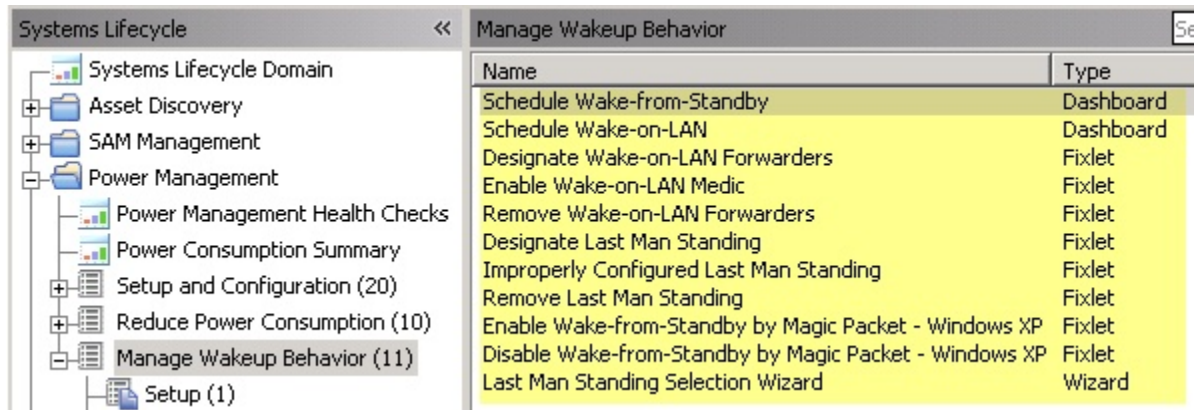 Systems Lifecycle «
Systems Lifecycle Domain
Asset Discovery
SAM Management
Power Management
Power Management Health Checks
Power Consumption Summary
Setup and Configuration (20)
Reduce Power Consumption (10)
Manage Wakeup Behavior (11)
Setup (1)
Manage Wakeup Behavior Se
Name Type
Schedule Wake-from-Standby Dashboard
Schedule Wake-on-LAN Dashboard
Designate Wake-on-LAN Forwarders Fixlet
Enable Wake-on-LAN Medic Fixlet
Remove Wake-on-LAN Forwarders Fixlet
Designate Last Man Standing Fixlet
Improperly Configured Last Man Standing Fixlet
Remove Last Man Standing Fixlet
Enable Wake-from-Standby by Magic Packet - Windows XP Fixlet
Disable Wake-from-Standby by Magic Packet - Windows XP Fixlet
Last Man Standing Selection Wizard Wizard